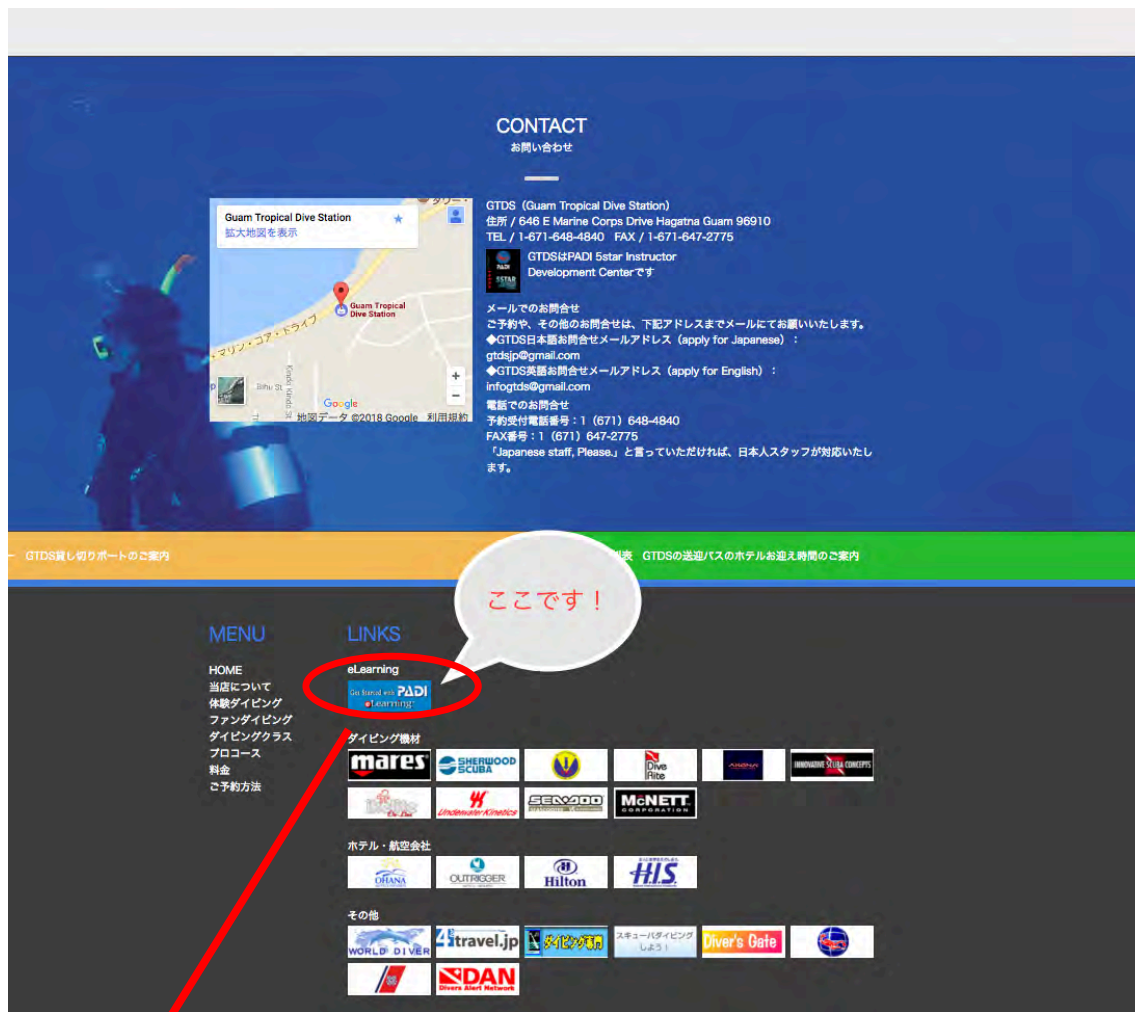 CONTACT
お問い合わせ
Guam Tropical Dive Station
拡大地図を表示
Guam Tropical
Dive Station
マリン・コア・ドライブ
Google
地図データ ©2018 Google 利用規約
GTDS（Guam Tropical Dive Station）
住所 / 646 E Marine Corps Drive Hagatna Guam 96910
TEL / 1-671-648-4840 FAX / 1-671-647-2775
PADI
5STAR
GTDSはPADI 5star Instructor
Development Centerです
メールでのお問合せ
ご予約や、その他のお問合せは、下記アドレスまでメールにてお願いいたします。
◆GTDS日本語お問合せメールアドレス（apply for Japanese）：
gtdsjp@gmail.com
◆GTDS英語お問合せメールアドレス（apply for English）：
infogtds@gmail.com
電話でのお問合せ
予約受付電話番号：1（671）648-4840
FAX番号：1（671）647-2775
「Japanese staff, Please.」と言っていただければ、日本人スタッフが対応いたし
ます。
GTDS貸し切りボートのご案内
表 GTDSの送迎バスのホテルお迎え時間のご案内
ここです！
MENU
HOME
当店について
体験ダイビング
ファンダイビング
ダイビングクラス
プロコース
料金
ご予約方法
LINKS
eLearning
Get Started with PADI
eLearning
ダイビング機材
mares SHERWOOD SCUBA Dive Rite INNOVATIVE SCUBA CONCEPTS
Underwater Kinetics SEADOO McNETT CORPORATION
ホテル・航空会社
OHANA OUTRIGGER Hilton H.I.S.
その他
WORLD DIVER 4travel.jp ダイビング専門 スキューバダイビングしよう！ Diver's Gate
DAN Divers Alert Network